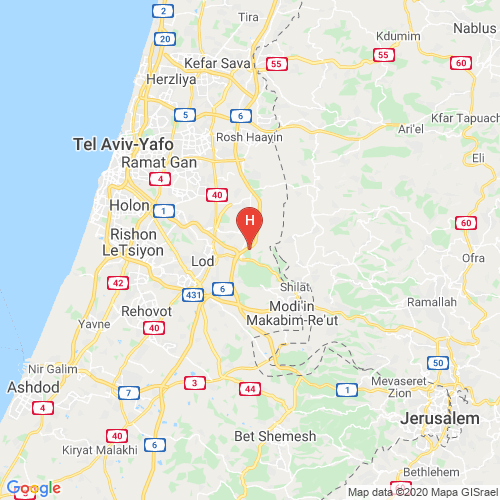 Tira
Nablus
2
20
Kdumim
55
60
Kefar Sava
55
Herzliya
5
6
Kfar Tapuach
Rosh Haayin
Ari'el
Tel Aviv-Yafo
Ramat Gan
Eli
4
40
Holon
1
H
60
Rishon
LeTsiyon
Lod
Ofra
42
431
6
Shilat
Ramallah
Rehovot
Modi'in
Makabim-Re'ut
Yavne
40
50
Nir Galim
Ashdod
7
3
44
1
Mevaseret
Zion
4
Jerusalem
40
6
Bet Shemesh
Kiryat Malakhi
Bethlehem
3
Map data ©2020 Mapa GISrael